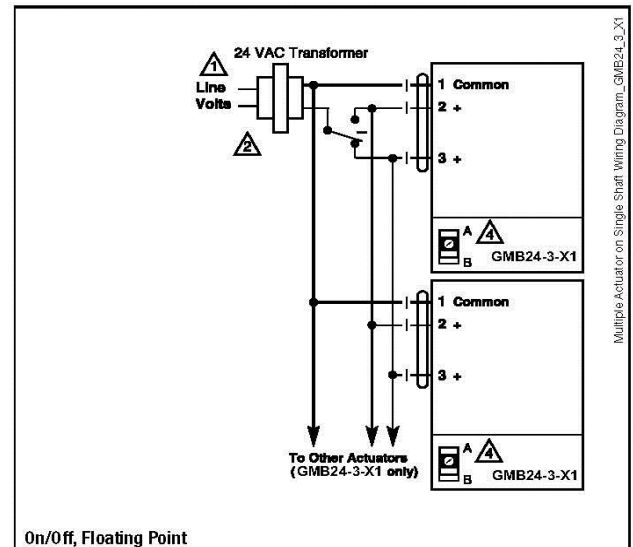 24 VAC Transformer
1
Line
Volts
2
1 Common
2 +
3 +
A
4
B
GMB24-3-X1
1 Common
2 +
3 +
A
4
B
GMB24-3-X1
To Other Actuators
(GMB24-3-X1 only)
On/Off, Floating Point
Multiple Actuator on Single Shaft Wiring Diagram_GMB24_3_X1